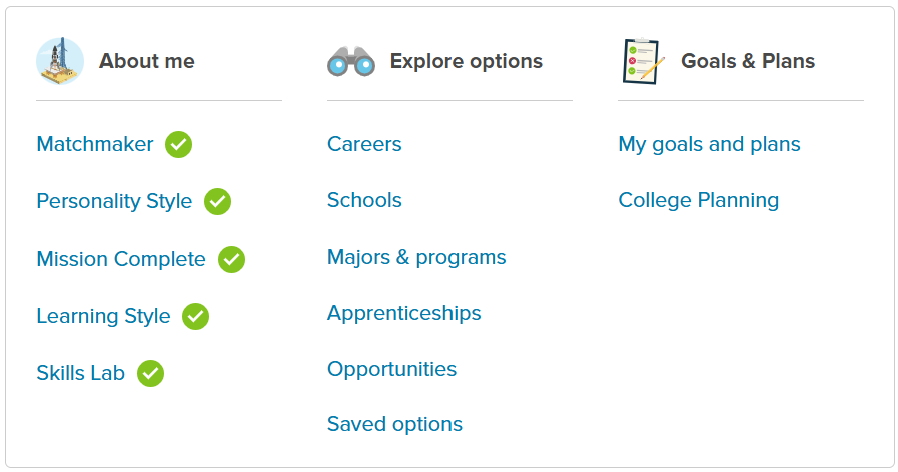 About me
Matchmaker
Personality Style
Mission Complete
Learning Style
Skills Lab
Explore options
Careers
Schools
Majors & programs
Apprenticeships
Opportunities
Saved options
Goals & Plans
My goals and plans
College Planning